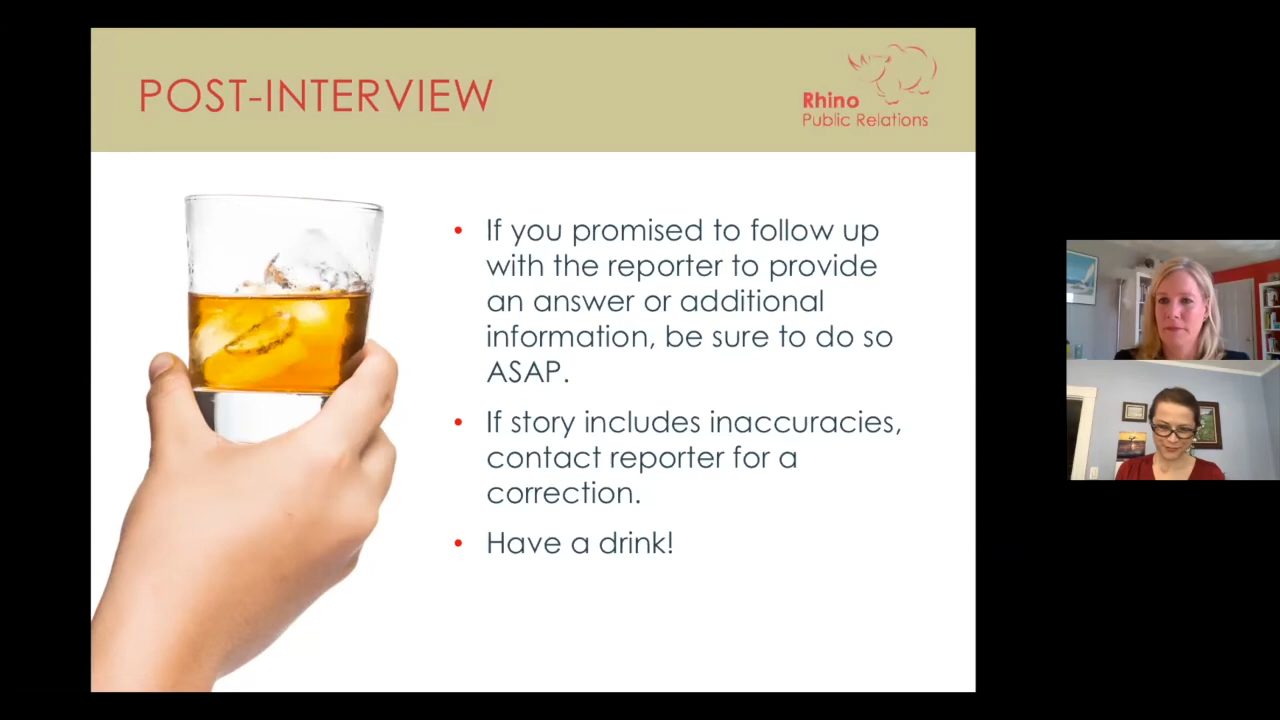 POST-INTERVIEW
Rhino
Public Relations
• If you promised to follow up
with the reporter to provide
an answer or additional
information, be sure to do so
ASAP.
• If story includes inaccuracies,
contact reporter for a
correction.
• Have a drink!